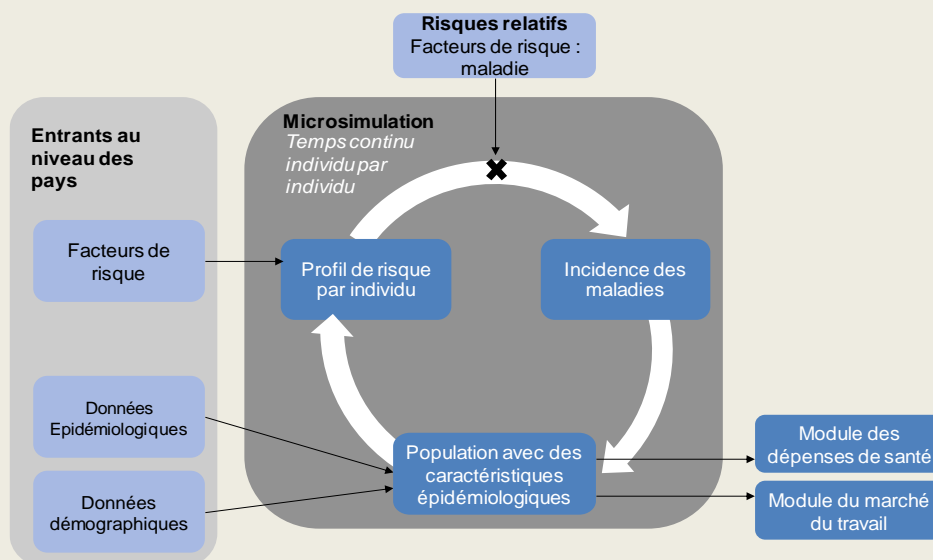 Risques relatifs
Facteurs de risque :
maladie
Entrants au
niveau des
pays
Microsimulation
Temps continu
individu par
individu
Facteurs de
risque
Profil de risque
par individu
Incidence des
maladies
Données
Epidémiologiques
Population avec des
caractéristiques
épidémiologiques
Module des
dépenses de santé
Données
démographiques
Module du marché
du travail